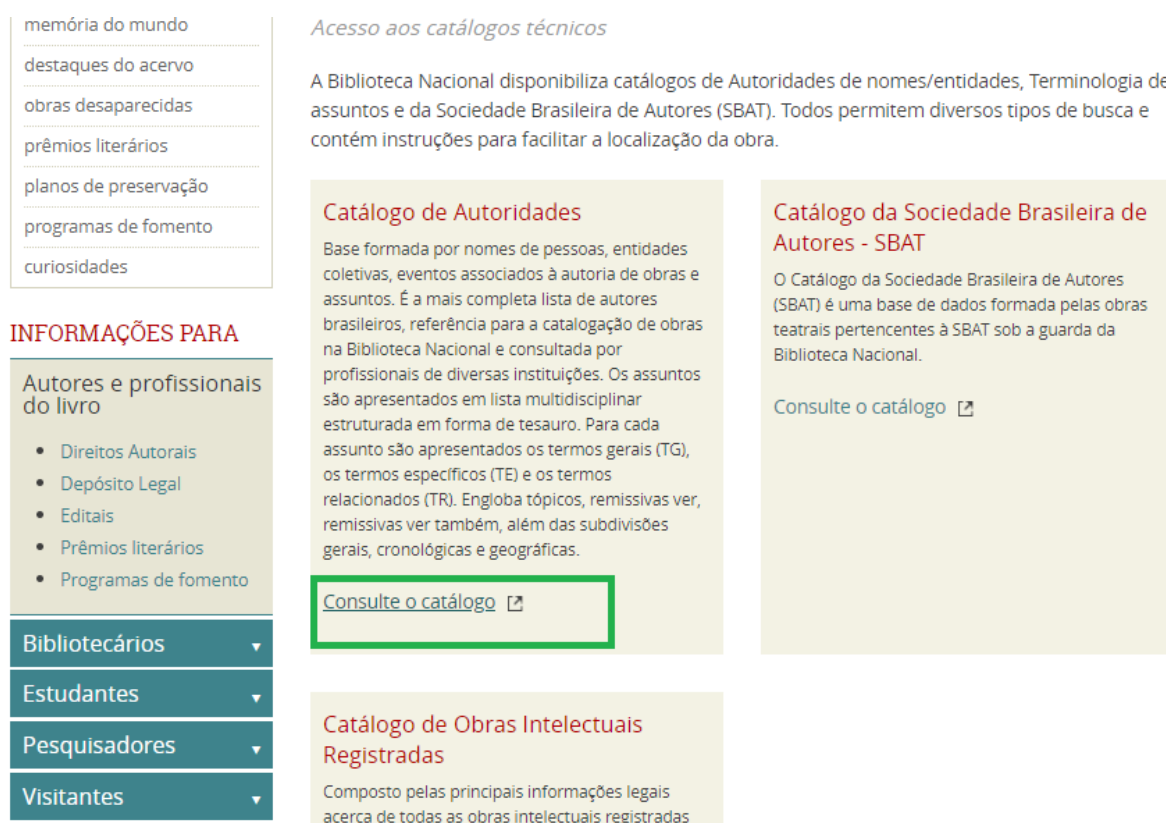 memória do mundo
destaques do acervo
obras desaparecidas
prêmios literários
planos de preservação
programas de fomento
curiosidades
INFORMAÇÕES PARA
Autores e profissionais
do livro
Direitos Autorais
Depósito Legal
Editais
Prêmios literários
Programas de fomento
Bibliotecários
Estudantes
Pesquisadores
Visitantes
Acesso aos catálogos técnicos
A Biblioteca Nacional disponibiliza catálogos de Autoridades de nomes/entidades, Terminologia de
assuntos e da Sociedade Brasileira de Autores (SBAT). Todos permitem diversos tipos de busca e
contém instruções para facilitar a localização da obra.
Catálogo de Autoridades
Base formada por nomes de pessoas, entidades
coletivas, eventos associados à autoria de obras e
assuntos. É a mais completa lista de autores
brasileiros, referência para a catalogação de obras
na Biblioteca Nacional e consultada por
profissionais de diversas instituições. Os assuntos
são apresentados em lista multidisciplinar
estruturada em forma de tesauro. Para cada
assunto são apresentados os termos gerais (TG),
os termos específicos (TE) e os termos
relacionados (TR). Engloba tópicos, remissivas ver,
remissivas ver também, além das subdivisões
gerais, cronológicas e geográficas.
Consulte o catálogo
Catálogo da Sociedade Brasileira de
Autores - SBAT
O Catálogo da Sociedade Brasileira de Autores
(SBAT) é uma base de dados formada pelas obras
teatrais pertencentes à SBAT sob a guarda da
Biblioteca Nacional.
Consulte o catálogo
Catálogo de Obras Intelectuais
Registradas
Composto pelas principais informações legais
acerca de todas as obras intelectuais registradas